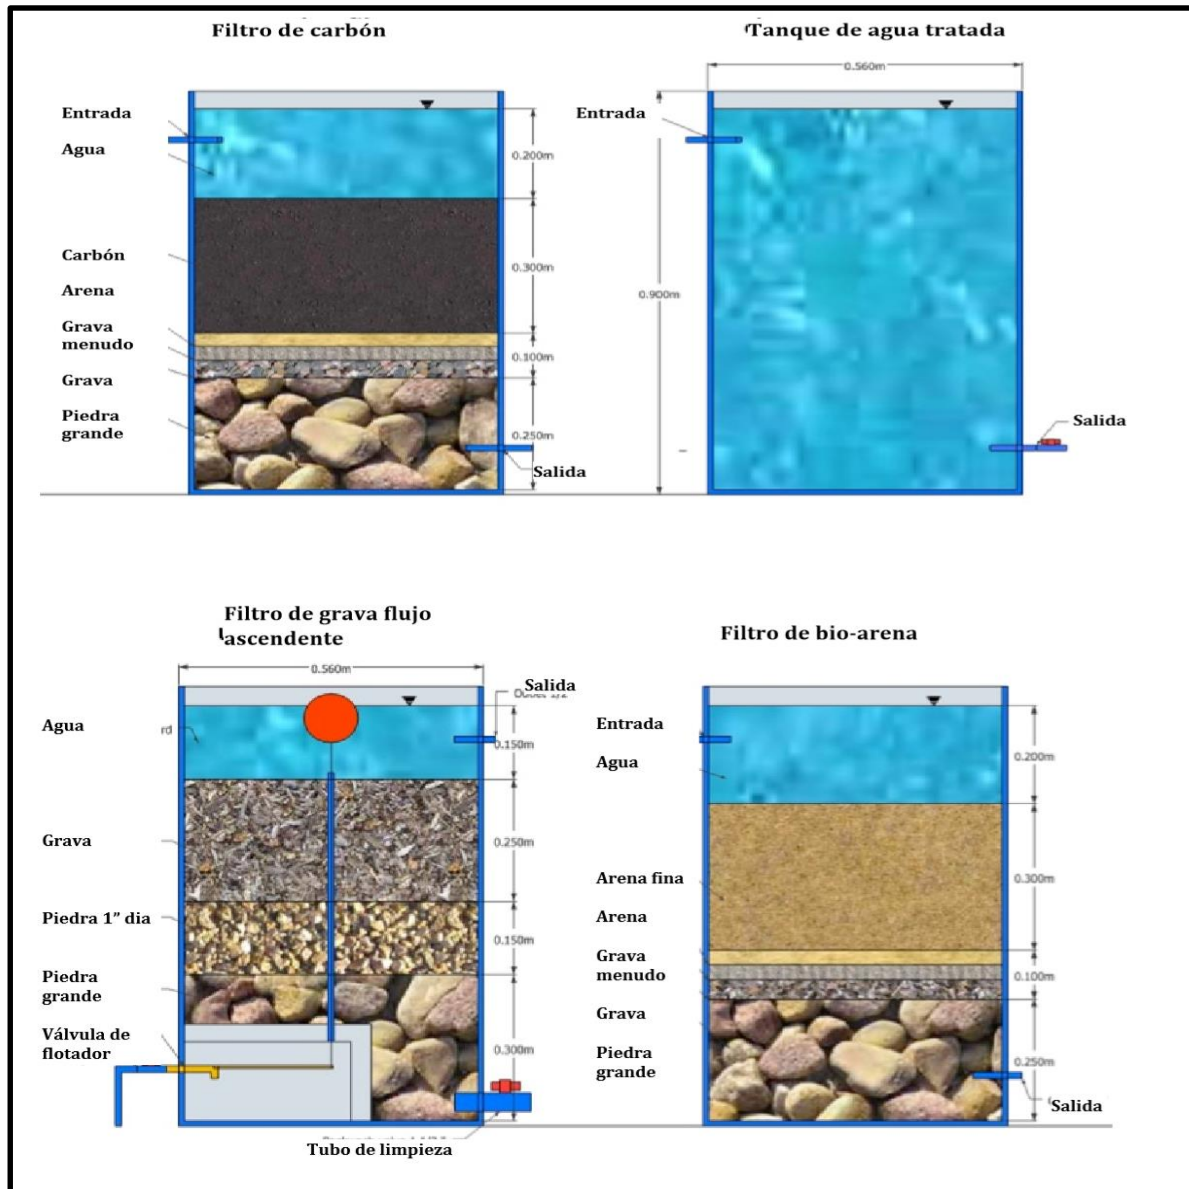 Filtro de carbón
Tanque de agua tratada
0.560m
Entrada
Agua
0.200m
Carbón
0.300m
Arena
Grava
menudo
0.100m
Grava
Piedra
grande
0.250m
Salida
Entrada
0.900m
Salida
Filtro de grava flujo
ascendente
0.560m
Salida
Agua
0.150m
Grava
0.250m
Piedra 1” dia
0.150m
Piedra
grande
Válvula de
flotador
0.300m
Tubo de limpieza
Filtro de bio-arena
Entrada
Agua
0.200m
Arena fina
0.300m
Arena
Grava
menudo
0.100m
Grava
Piedra
grande
0.250m
Salida